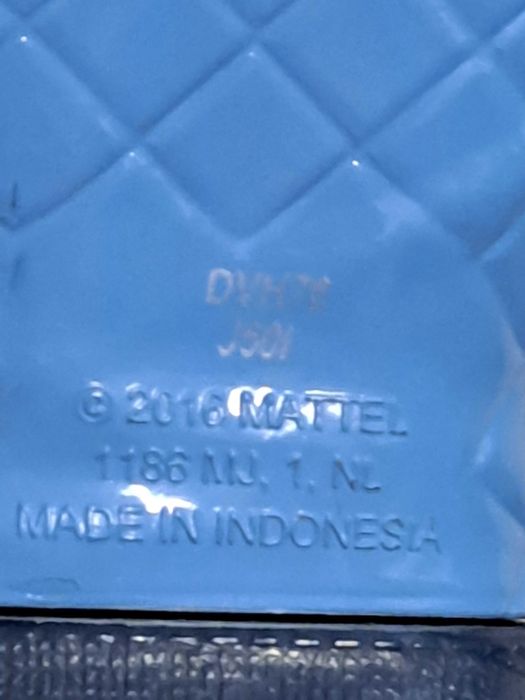 DVH78
J50I
© 2016 MATTEL
1186 MJ, 1, NL
MADE IN INDONESIA